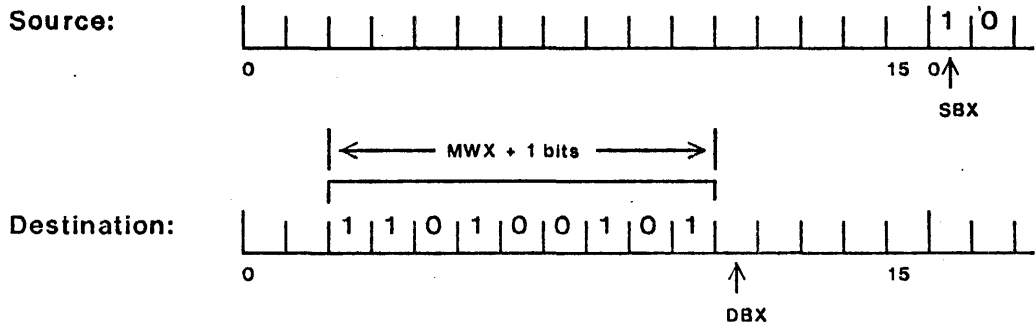 Source: 1 0
0 15 0
SBX
MWX + 1 bits
Destination: 1 1 0 1 0 0 1 0 1
0 15
DBX